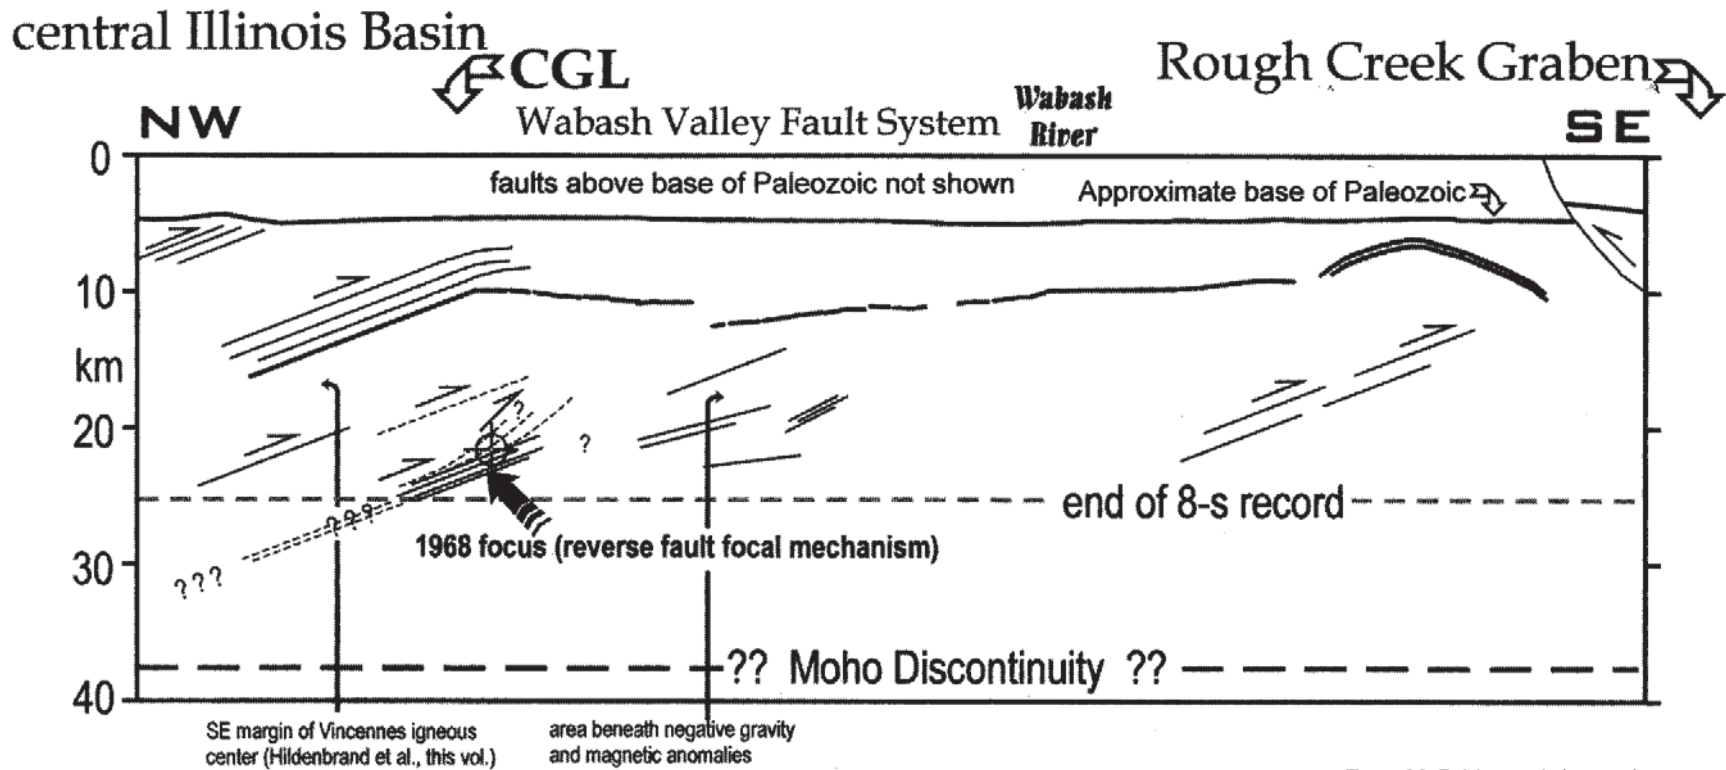 central Illinois Basin
CGL
Rough Creek Graben
NW
Wabash Valley Fault System
Wabash
River
SE
0
faults above base of Paleozoic not shown
Approximate base of Paleozoic
10
km
20
?
?
end of 8-s record
???
1968 focus (reverse fault focal mechanism)
30
???
?? Moho Discontinuity ??
40
SE margin of Vincennes igneous
center (Hildenbrand et al., this vol.)
area beneath negative gravity
and magnetic anomalies